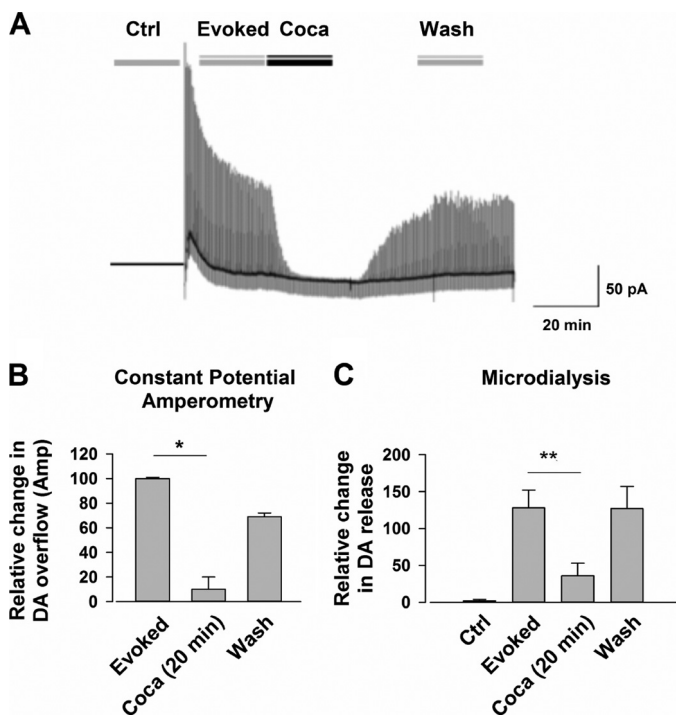 A
Ctrl Evoked Coca Wash
50 pA
20 min
B
Constant Potential
Amperometry
Relative change in
DA overflow (Amp)
120
100
80
60
40
20
0
*
Evoked
Coca (20 min)
Wash
C
Microdialysis
Relative change
in DA release
200
150
100
50
0
**
Ctrl
Evoked
Coca (20 min)
Wash